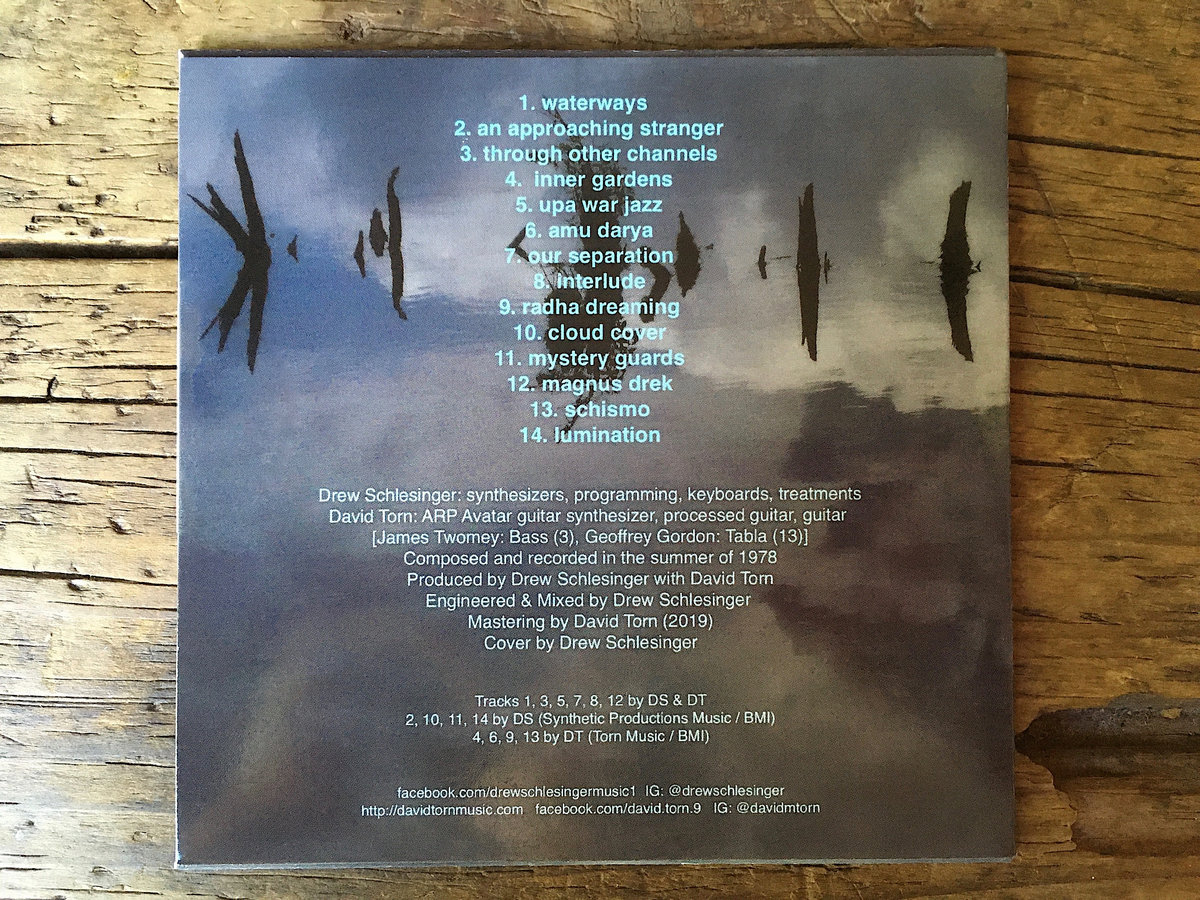 1. waterways
2. an approaching stranger
3. through other channels
4. inner gardens
5. upa war jazz
6. amu darya
7. our separation
8. interlude
9. radha dreaming
10. cloud cover
11. mystery guards
12. magnus drek
13. schismo
14. lumination
Drew Schlesinger: synthesizers, programming, keyboards, treatments
David Torn: ARP Avatar guitar synthesizer, processed guitar, guitar
[James Twomey: Bass (3), Geoffrey Gordon: Tabla (13)]
Composed and recorded in the summer of 1978
Produced by Drew Schlesinger with David Torn
Engineered & Mixed by Drew Schlesinger
Mastering by David Torn (2019)
Cover by Drew Schlesinger
Tracks 1, 3, 5, 7, 8, 12 by DS & DT
2, 10, 11, 14 by DS (Synthetic Productions Music / BMI)
4, 6, 9, 13 by DT (Torn Music / BMI)
facebook.com/drewschlesingermusic1 IG: @drewschlesinger
http://davidtornmusic.com facebook.com/david.torn.9 IG: @davidmtorn